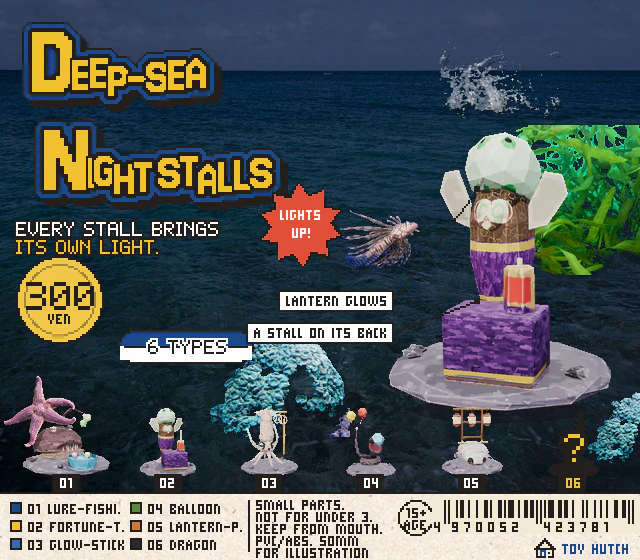 DEEP-SEA
NIGHT STALLS
EVERY STALL BRINGS
ITS OWN LIGHT.
300
YEN
LIGHTS
UP!
LANTERN GLOWS
A STALL ON ITS BACK
6 TYPES
01
02
03
04
05
?
06
01 LURE-FISHI.
02 FORTUNE-T.
03 GLOW-STICK
04 BALLOON
05 LANTERN-P.
06 DRAGON
SMALL PARTS.
NOT FOR UNDER 3.
KEEP FROM MOUTH.
PVC/ABS. 50MM
FOR ILLUSTRATION
15+
AGE
4 970052 423781
TOY HUTCH